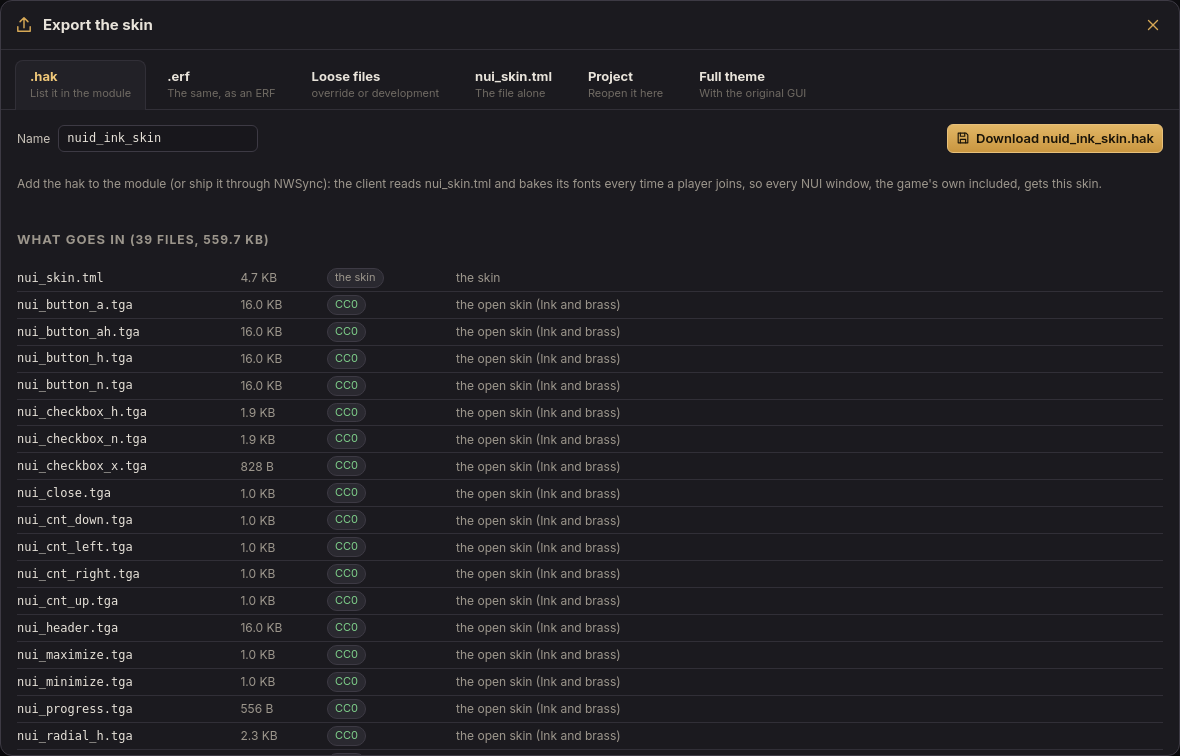 Export the skin
.hak
List it in the module
.erf
The same, as an ERF
Loose files
override or development
nui_skin.tml
The file alone
Project
Reopen it here
Full theme
With the original GUI
Name nuid_ink_skin
Download nuid_ink_skin.hak
Add the hak to the module (or ship it through NWSync): the client reads nui_skin.tml and bakes its fonts every time a player joins, so every NUI window, the game's own included, gets this skin.
WHAT GOES IN (39 FILES, 559.7 KB)
nui_skin.tml 4.7 KB the skin the skin
nui_button_a.tga 16.0 KB CC0 the open skin (Ink and brass)
nui_button_ah.tga 16.0 KB CC0 the open skin (Ink and brass)
nui_button_h.tga 16.0 KB CC0 the open skin (Ink and brass)
nui_button_n.tga 16.0 KB CC0 the open skin (Ink and brass)
nui_checkbox_h.tga 1.9 KB CC0 the open skin (Ink and brass)
nui_checkbox_n.tga 1.9 KB CC0 the open skin (Ink and brass)
nui_checkbox_x.tga 828 B CC0 the open skin (Ink and brass)
nui_close.tga 1.0 KB CC0 the open skin (Ink and brass)
nui_cnt_down.tga 1.0 KB CC0 the open skin (Ink and brass)
nui_cnt_left.tga 1.0 KB CC0 the open skin (Ink and brass)
nui_cnt_right.tga 1.0 KB CC0 the open skin (Ink and brass)
nui_cnt_up.tga 1.0 KB CC0 the open skin (Ink and brass)
nui_header.tga 16.0 KB CC0 the open skin (Ink and brass)
nui_maximize.tga 1.0 KB CC0 the open skin (Ink and brass)
nui_minimize.tga 1.0 KB CC0 the open skin (Ink and brass)
nui_progress.tga 556 B CC0 the open skin (Ink and brass)
nui_radial_h.tga 2.3 KB CC0 the open skin (Ink and brass)